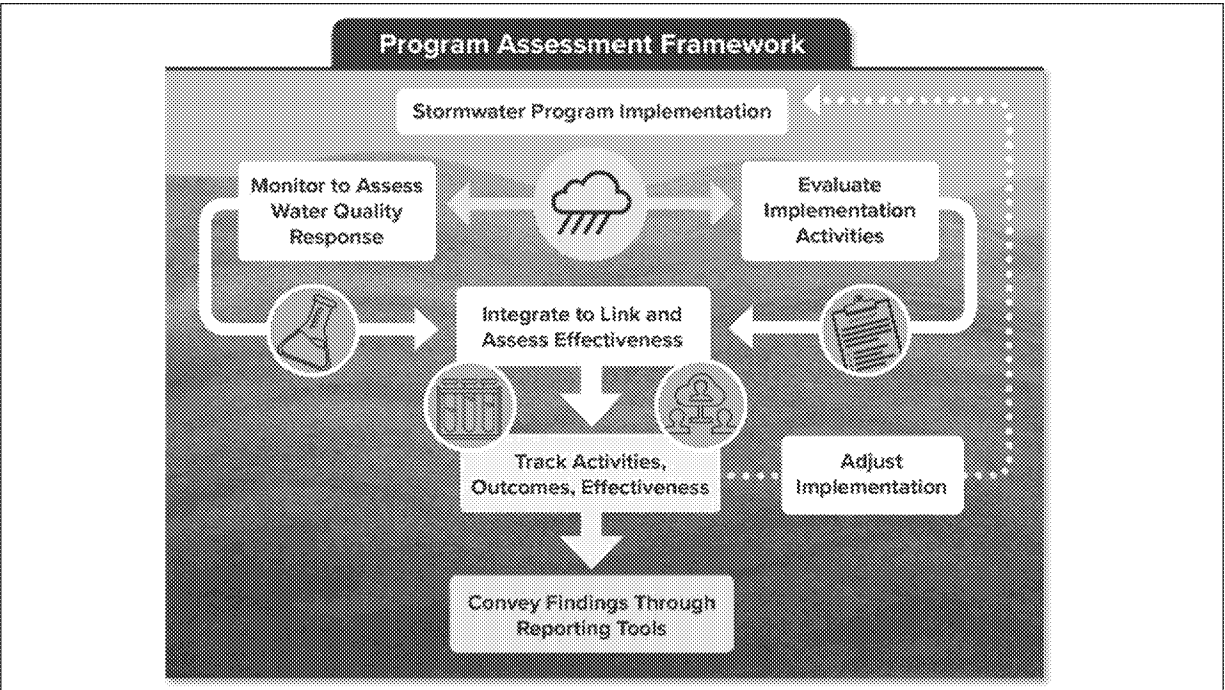 Program Assessment Framework
Stormwater Program Implementation
Monitor to Assess
Water Quality
Response
Evaluate
Implementation
Activities
Integrate to Link and
Assess Effectiveness
Track Activities,
Outcomes, Effectiveness
Adjust
Implementation
Convey Findings Through
Reporting Tools